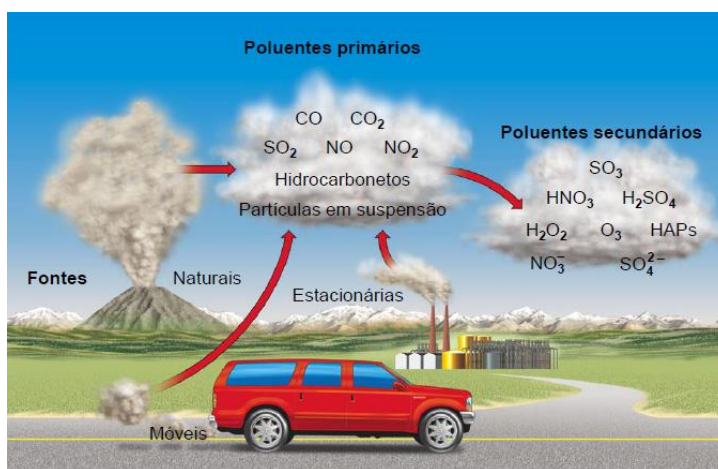 Poluentes primários
CO CO₂
SO₂ NO NO₂
Hidrocarbonetos
Partículas em suspensão
Poluentes secundários
SO₃
HNO₃ H₂SO₄
H₂O₂ O₃ HAPs
NO₃⁻ SO₄²⁻
Fontes
Naturais
Estacionárias
Móveis